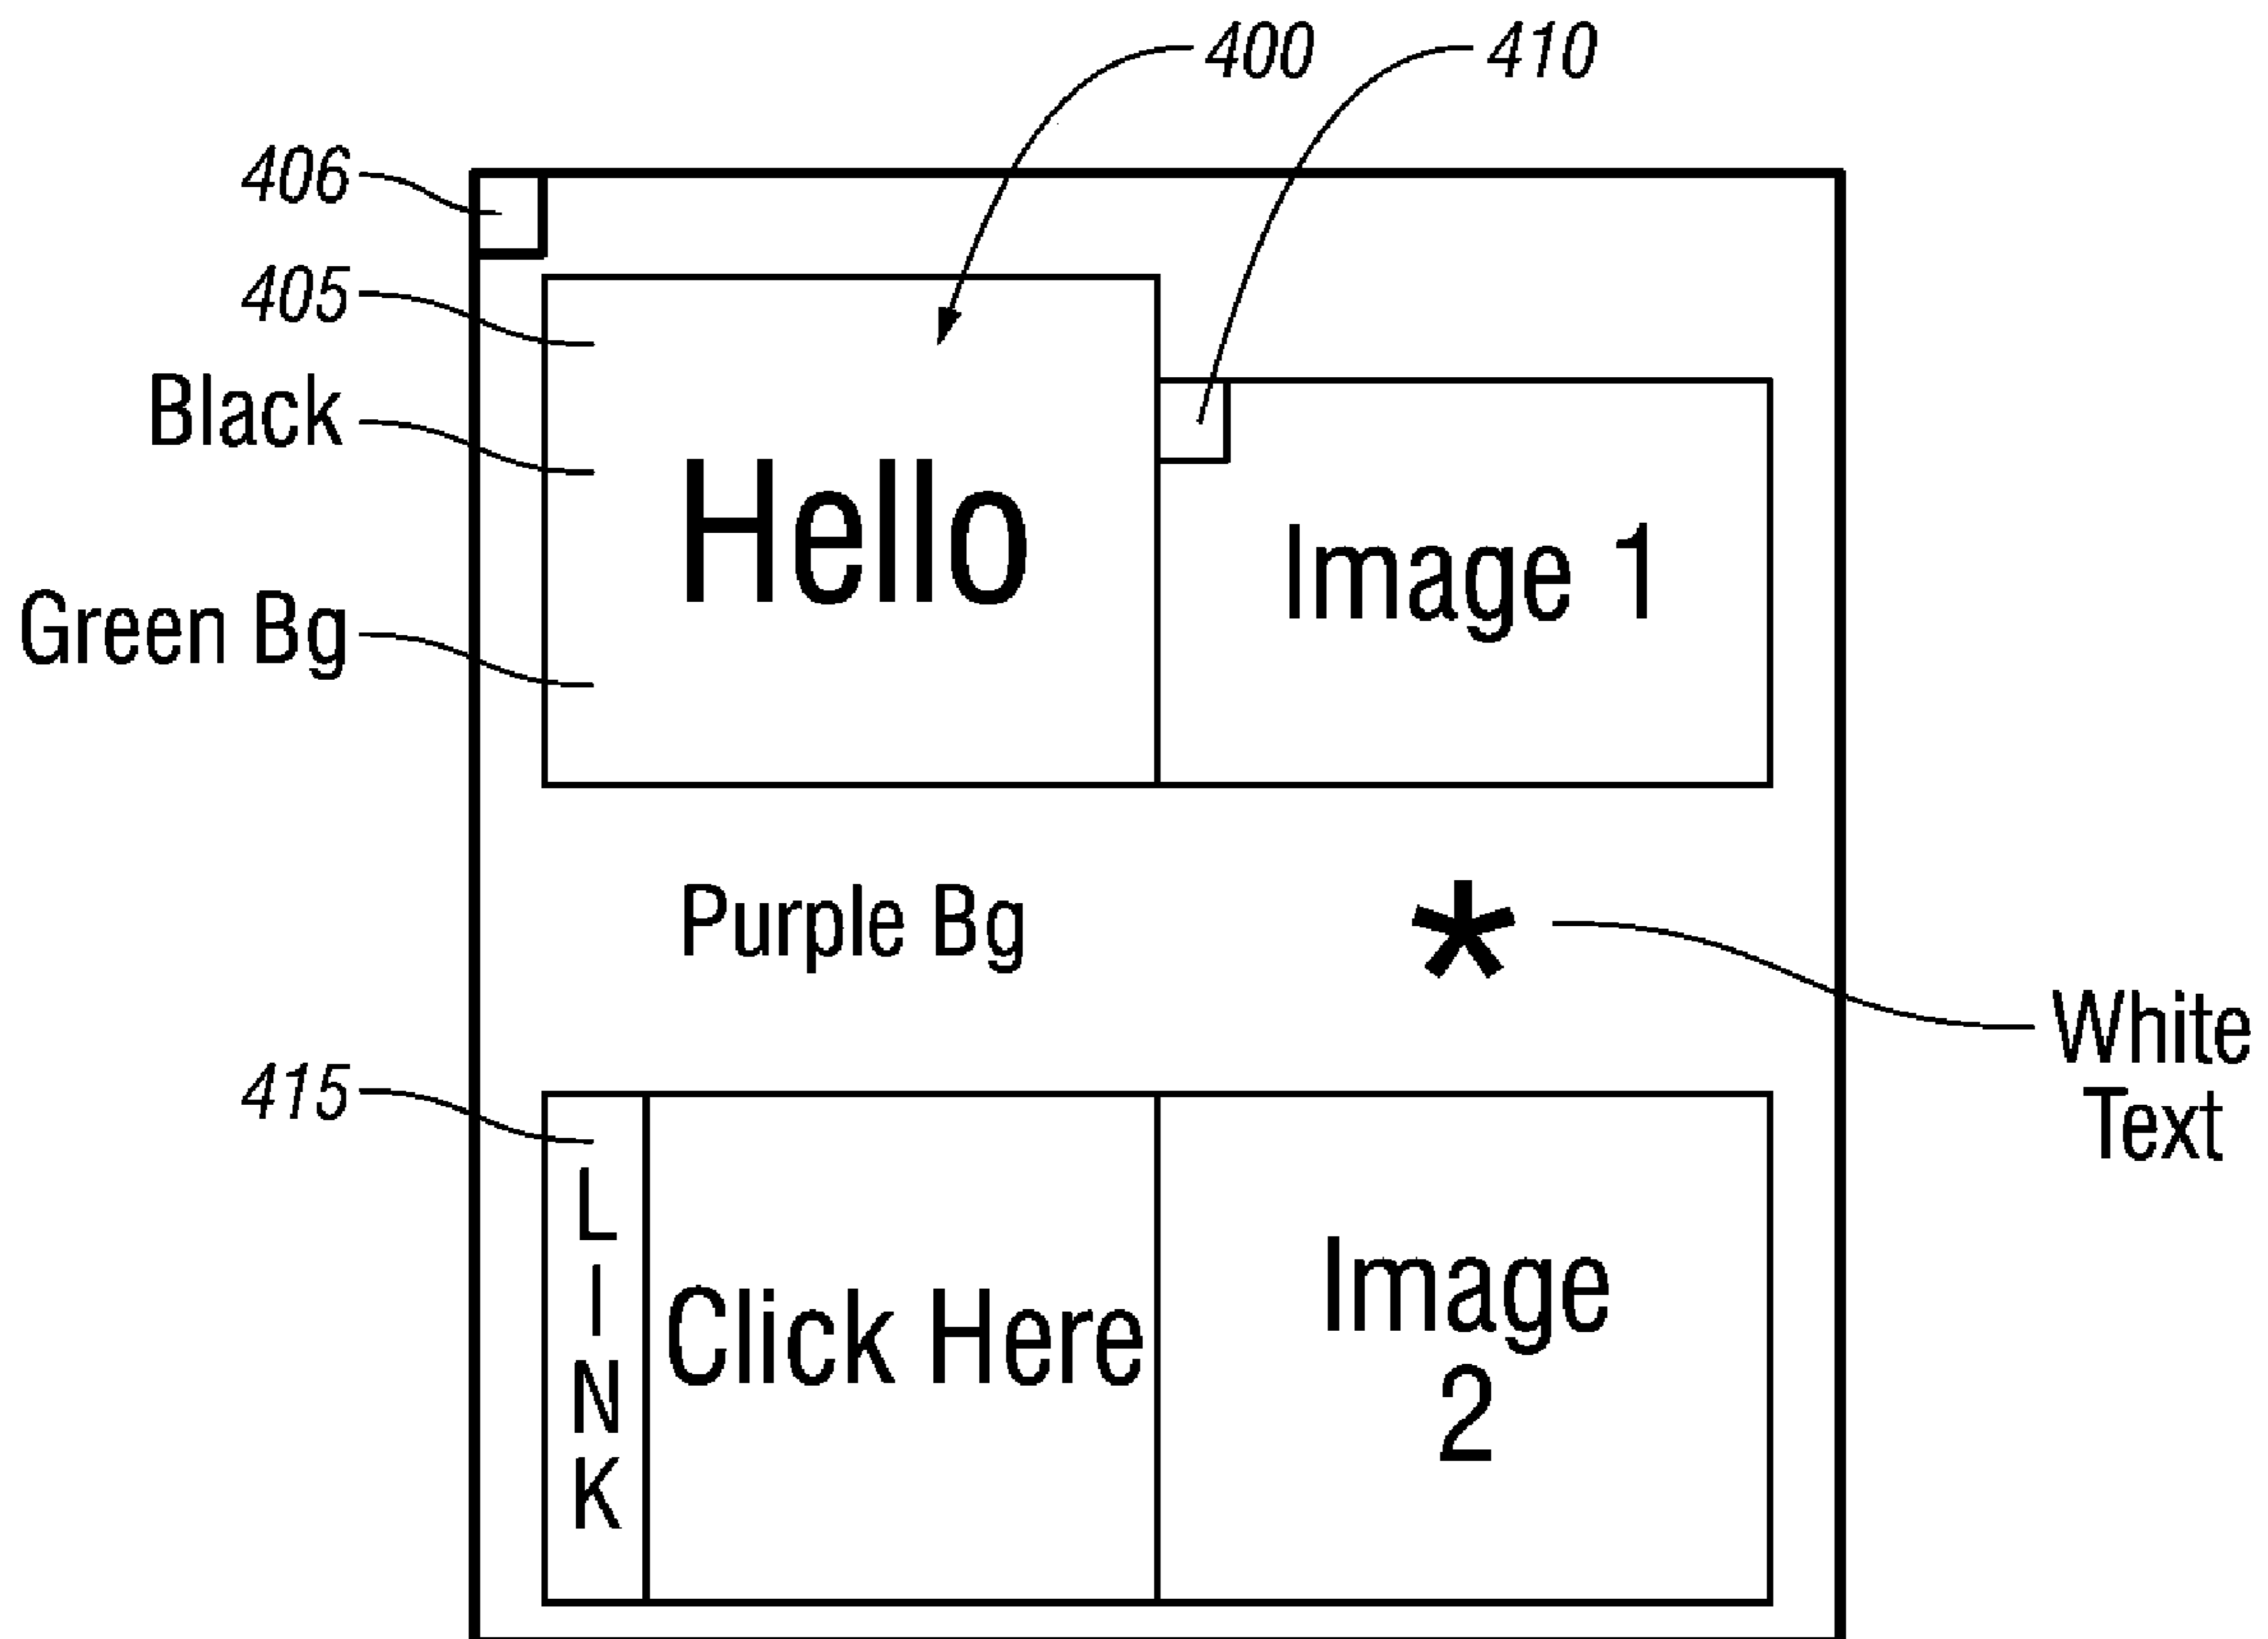 400
410
406
405
Black
Hello
Image 1
Green Bg
Purple Bg
*
White
Text
415
L
I
N
K
Click Here
Image
2